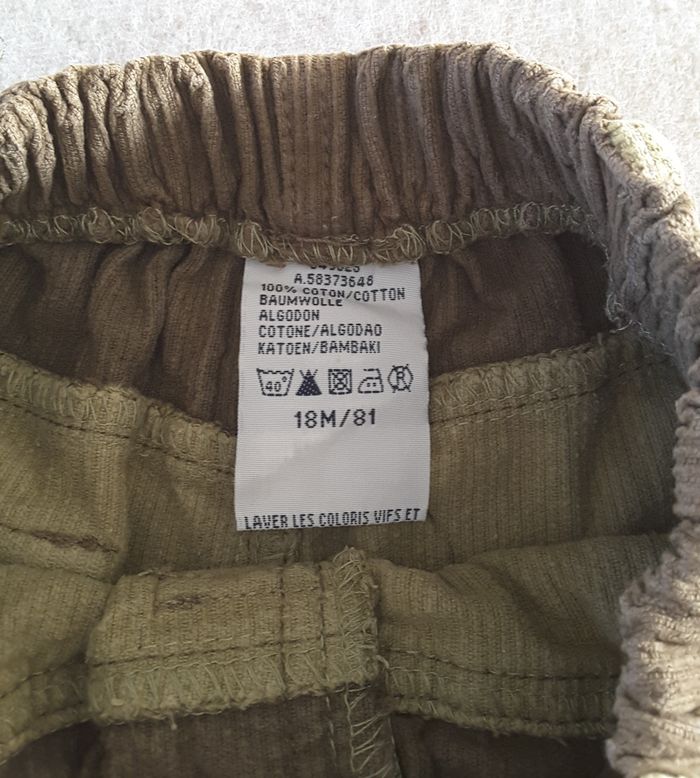 A.58373648
100% COTON/COTTON
BAUMWOLLE
ALGODON
COTONE/ALGODAO
KATOEN/BAMBAKI
40°
R
18M/81
LAVER LES COLORIS VIFS ET